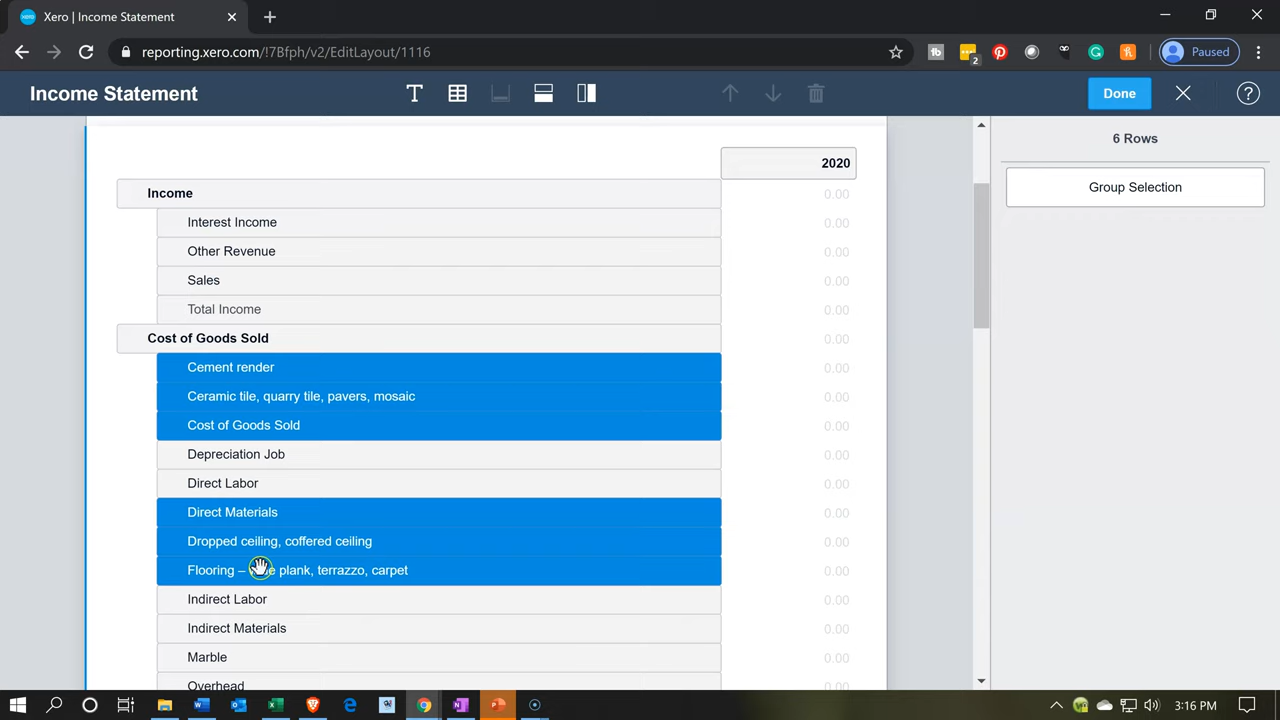 Xero | Income Statement
reporting.xero.com/!7Bfph/v2/EditLayout/1116
2
Paused
Income Statement
Done
6 Rows
Group Selection
2020
Income 0.00
Interest Income 0.00
Other Revenue 0.00
Sales 0.00
Total Income 0.00
Cost of Goods Sold 0.00
Cement render 0.00
Ceramic tile, quarry tile, pavers, mosaic 0.00
Cost of Goods Sold 0.00
Depreciation Job 0.00
Direct Labor 0.00
Direct Materials 0.00
Dropped ceiling, coffered ceiling 0.00
Flooring – plank, terrazzo, carpet 0.00
Indirect Labor 0.00
Indirect Materials 0.00
Marble 0.00
Overhead
3:16 PM